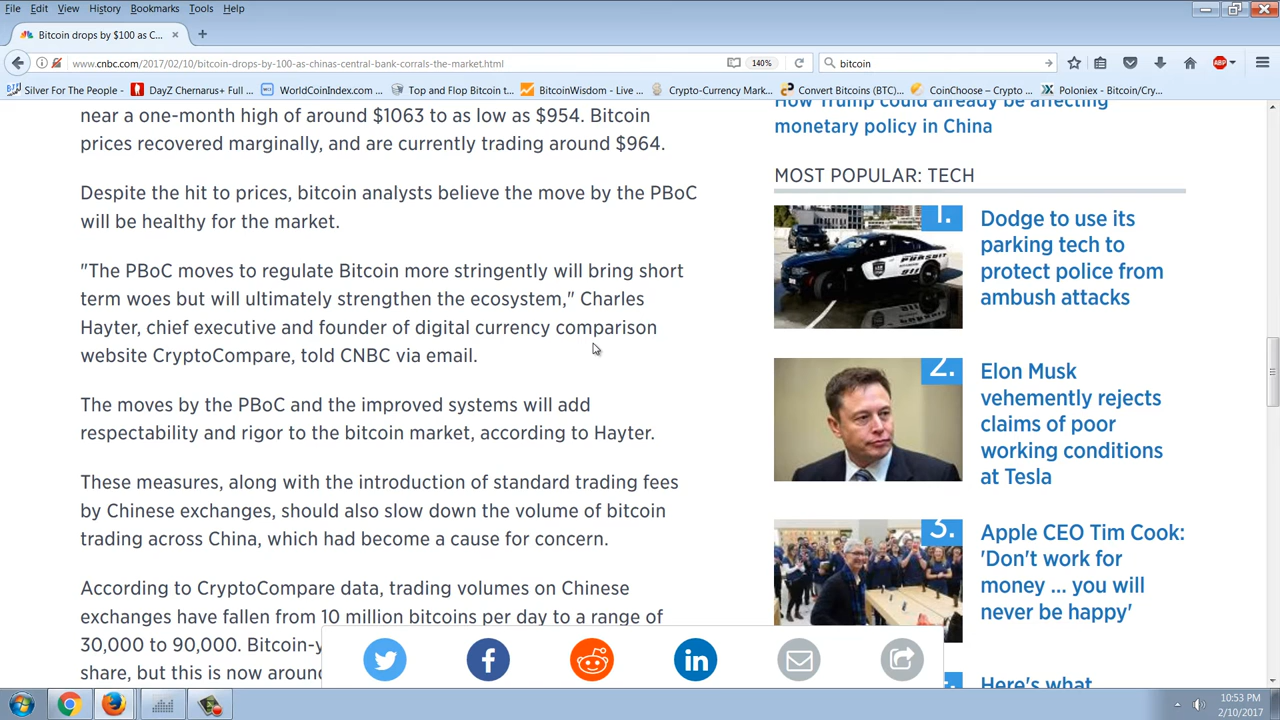 File Edit View History Bookmarks Tools Help
Bitcoin drops by $100 as C...
www.cnbc.com/2017/02/10/bitcoin-drops-by-100-as-chinas-central-bank-corrals-the-market.html
140%
bitcoin
ABP
Silver For The People -
DayZ Chernarus+ Full ...
WorldCoinIndex.com ...
Top and Flop Bitcoin t...
BitcoinWisdom - Live ...
Crypto-Currency Mark...
Convert Bitcoins (BTC)...
CoinChoose – Crypto ...
Poloniex - Bitcoin/Cry...
near a one-month high of around $1063 to as low as $954. Bitcoin
prices recovered marginally, and are currently trading around $964.
Despite the hit to prices, bitcoin analysts believe the move by the PBoC
will be healthy for the market.
"The PBoC moves to regulate Bitcoin more stringently will bring short
term woes but will ultimately strengthen the ecosystem," Charles
Hayter, chief executive and founder of digital currency comparison
website CryptoCompare, told CNBC via email.
The moves by the PBoC and the improved systems will add
respectability and rigor to the bitcoin market, according to Hayter.
These measures, along with the introduction of standard trading fees
by Chinese exchanges, should also slow down the volume of bitcoin
trading across China, which had become a cause for concern.
According to CryptoCompare data, trading volumes on Chinese
exchanges have fallen from 10 million bitcoins per day to a range of
30,000 to 90,000. Bitcoin-y
share, but this is now aroun
How Trump could already be affecting
monetary policy in China
MOST POPULAR: TECH
1.
Dodge to use its
parking tech to
protect police from
ambush attacks
PURSUIT
2.
Elon Musk
vehemently rejects
claims of poor
working conditions
at Tesla
3.
Apple CEO Tim Cook:
'Don't work for
money ... you will
never be happy'
Here's what
10:53 PM
2/10/2017